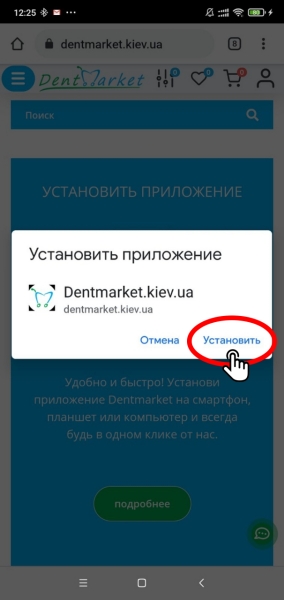 12:25
dentmarket.kiev.ua
8
DentMarket
0
0
0
Поиск
УСТАНОВИТЬ ПРИЛОЖЕНИЕ
Установить приложение
Dentmarket.kiev.ua
dentmarket.kiev.ua
Отмена Установить
Удобно и быстро! Установи
приложение Dentmarket на смартфон,
планшет или компьютер и всегда
будь в одном клике от нас.
подробнее